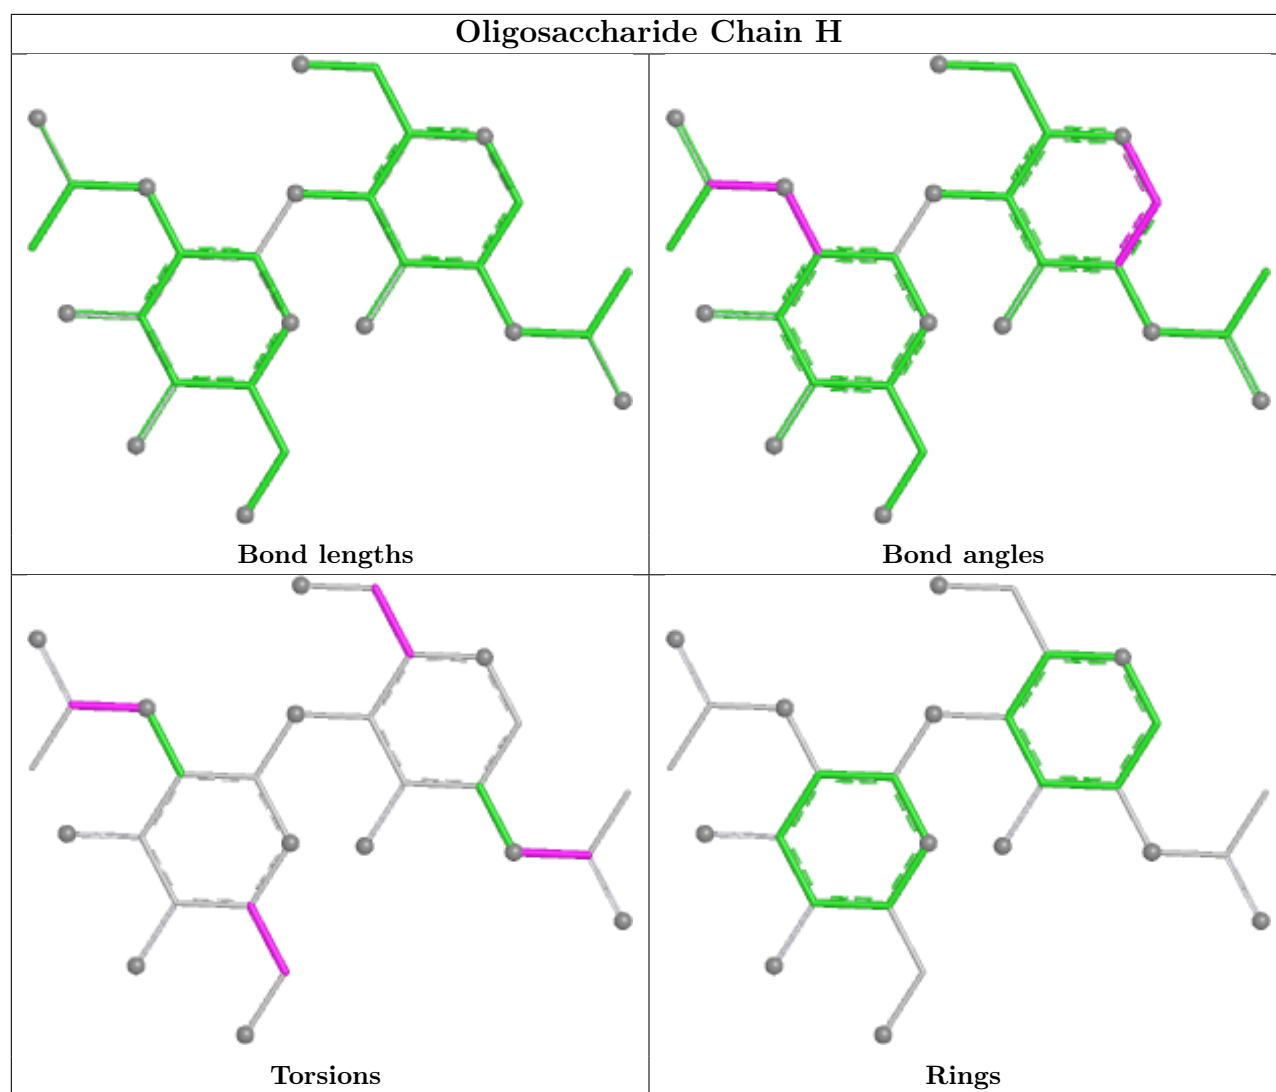 Oligosaccharide Chain H
Bond lengths
Bond angles
Torsions
Rings